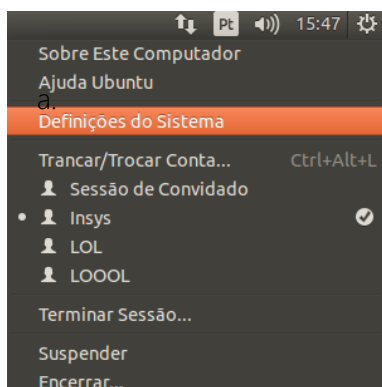 Pt 15:47
Sobre Este Computador
Ajuda Ubuntu
a.
Definições do Sistema
Trancar/Trocar Conta... Ctrl+Alt+L
Sessão de Convidado
Insys
LOL
LOOOL
Terminar Sessão...
Suspender
Encerrar...